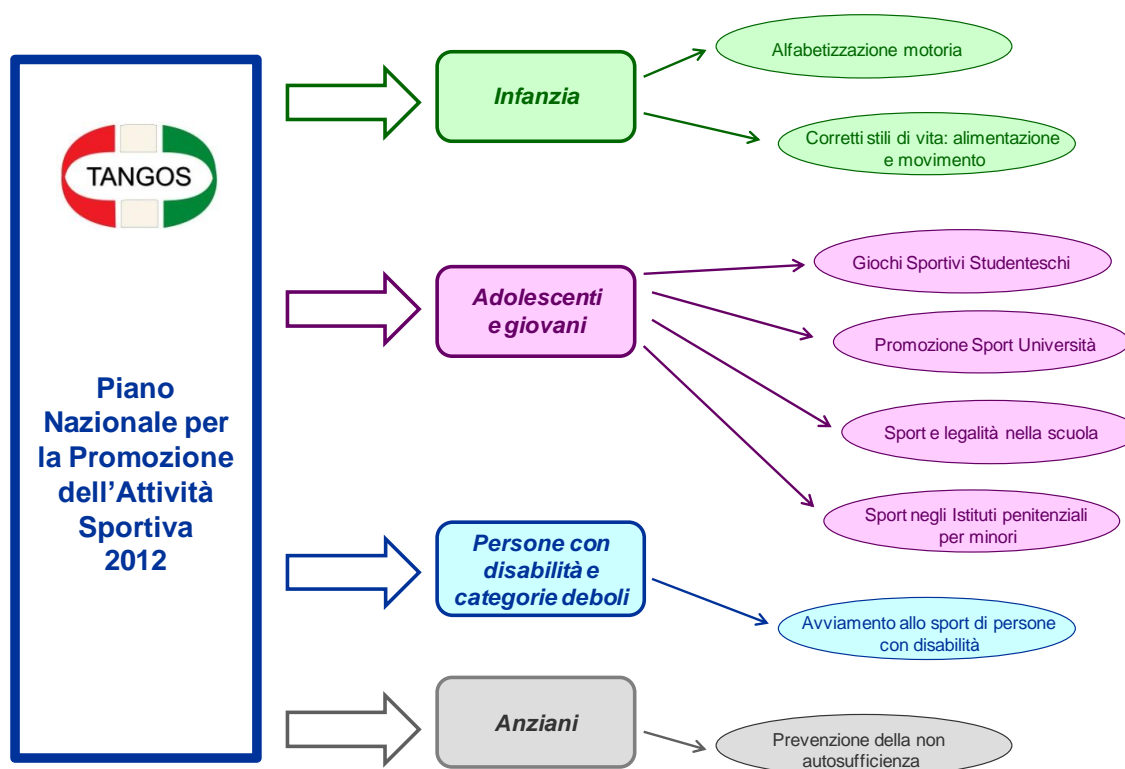 TANGOS
Piano
Nazionale per
la Promozione
dell'Attività
Sportiva
2012
Infanzia
Alfabetizzazione motoria
Corretti stili di vita: alimentazione
e movimento
Adolescenti
e giovani
Giochi Sportivi Studenteschi
Promozione Sport Università
Sport e legalità nella scuola
Sport negli Istituti penitenziali
per minori
Persone con
disabilità e
categorie deboli
Avviamento allo sport di persone
con disabilità
Anziani
Prevenzione della non
autosufficienza